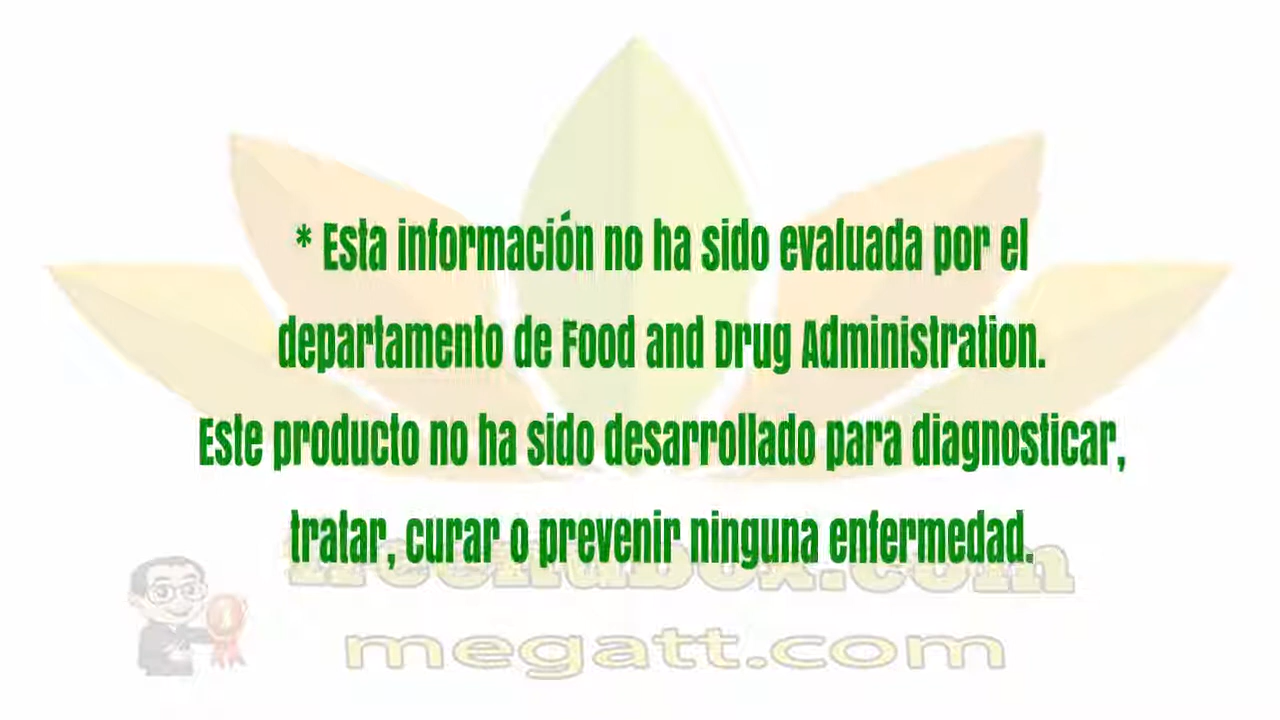 * Esta información no ha sido evaluada por el
departamento de Food and Drug Administration.
Este producto no ha sido desarrollado para diagnosticar,
tratar, curar o prevenir ninguna enfermedad.
megatt.com